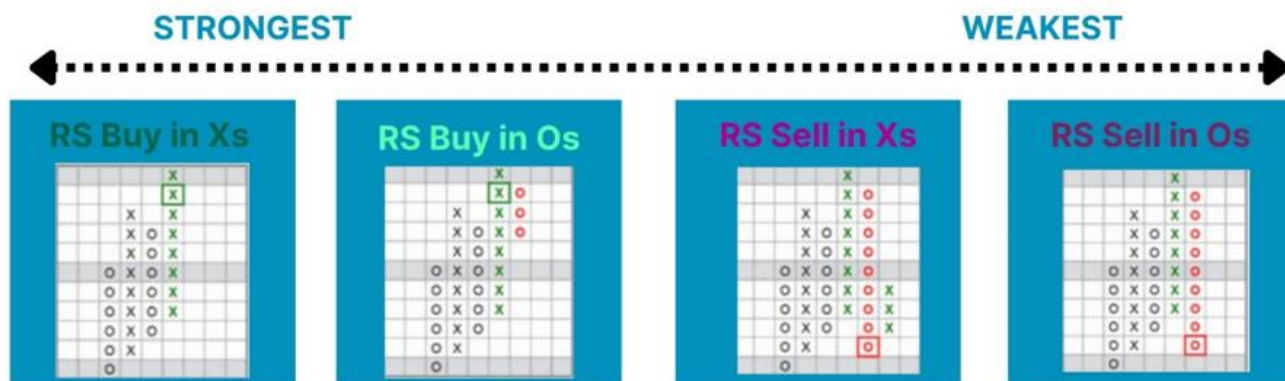 STRONGEST WEAKEST
RS Buy in Xs RS Buy in Os RS Sell in Xs RS Sell in Os
X X X X
X X O X O X O
X X X X O X X O X X O
X O X X O X O X O X O X O X O
X O X X O X O X O X O X O X O
O X O X O X O X O X O X O O X O X O
O X O X O X O X O X O X O X O X O X O
O X O X O X O X O X O X O X O X O X O
O X O O X O O X O O X O X O O
O X O X O X O O X O
O O O O